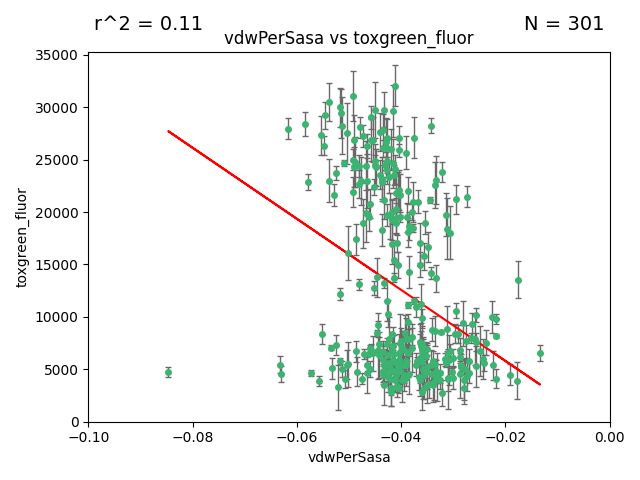 r^2 = 0.11
N = 301
vdwPerSasa vs toxgreen_fluor
35000
30000
25000
20000
15000
10000
5000
0
toxgreen_fluor
−0.10
−0.08
−0.06
−0.04
−0.02
0.00
vdwPerSasa